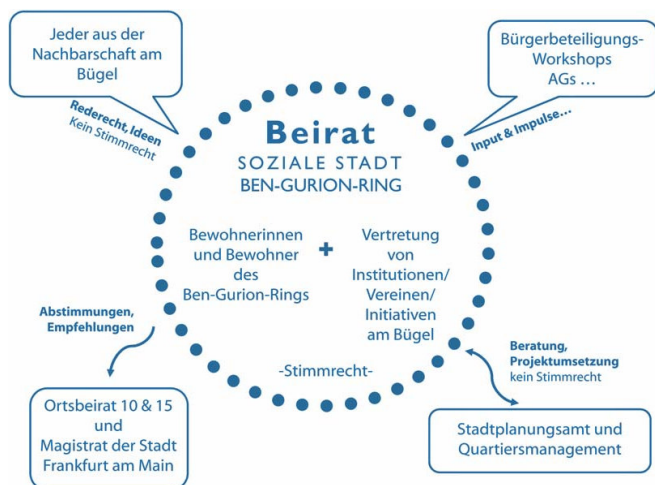 Jeder aus der
Nachbarschaft am
Bügel
Rederecht, Ideen
Kein Stimmrecht
Bürgerbeteiligungs-
Workshops
AGs ...
Input & Impulse...
Beirat
SOZIALE STADT
BEN-GURION-RING
Bewohnerinnen
und Bewohner
des
Ben-Gurion-Rings
+
Vertretung
von
Institutionen/
Vereinen/
Initiativen
am Bügel
-Stimmrecht-
Abstimmungen,
Empfehlungen
Ortsbeirat 10 & 15
und
Magistrat der Stadt
Frankfurt am Main
Beratung,
Projektumsetzung
kein Stimmrecht
Stadtplanungsamt und
Quartiersmanagement